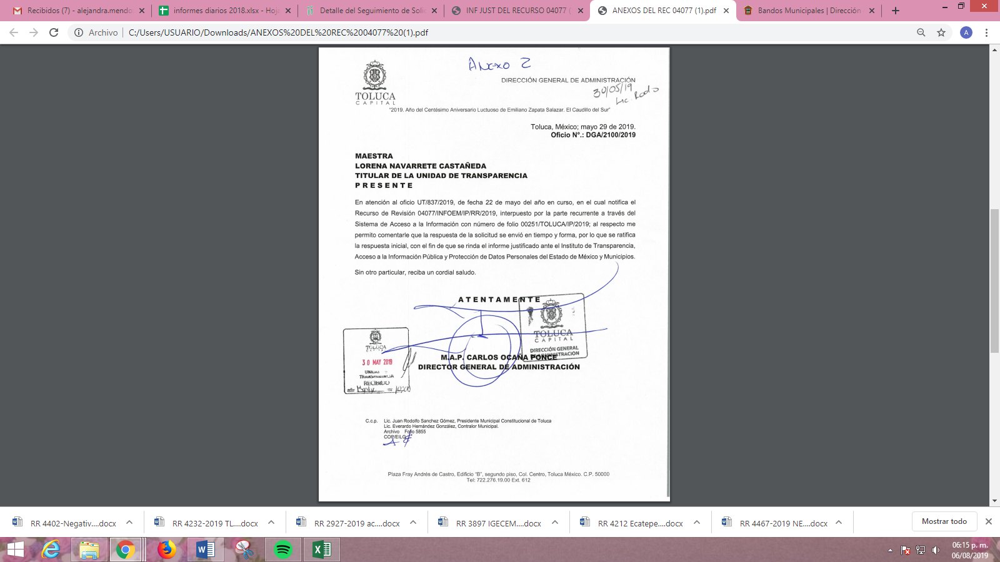 Recibidos (7) - alejandra.mendo
informes diarios 2018.xlsx - Hoj
Detalle del Seguimiento de Soli
INF JUST DEL RECURSO 04077 (
ANEXOS DEL REC 04077 (1).pdf
Bandos Municipales | Dirección
Archivo
C:/Users/USUARIO/Downloads/ANEXOS%20DEL%20REC%2004077%20(1).pdf
A
Anexo 2
TOLUCA
CAPITAL
DIRECCIÓN GENERAL DE ADMINISTRACIÓN
30/05/19
Lic. Rodo
"2019. Año del Centésimo Aniversario Luctuoso de Emiliano Zapata Salazar. El Caudillo del Sur"
Toluca, México; mayo 29 de 2019.
Oficio N°.: DGA/2100/2019
MAESTRA
LORENA NAVARRETE CASTAÑEDA
TITULAR DE LA UNIDAD DE TRANSPARENCIA
P R E S E N T E
En atención al oficio UT/837/2019, de fecha 22 de mayo del año en curso, en el cual notifica el
Recurso de Revisión 04077/INFOEM/IP/RR/2019, interpuesto por la parte recurrente a través del
Sistema de Acceso a la Información con número de folio 00251/TOLUCA/IP/2019; al respecto me
permito comentarle que la respuesta de la solicitud se envió en tiempo y forma, por lo que se ratifica
la respuesta inicial, con el fin de que se rinda el informe justificado ante el Instituto de Transparencia,
Acceso a la Información Pública y Protección de Datos Personales del Estado de México y Municipios.
Sin otro particular, reciba un cordial saludo.
A T E N T A M E N T E
TOLUCA
CAPITAL
DIRECCIÓN GENERAL
DE ADMINISTRACIÓN
TOLUCA
CAPITAL
30 MAY 2019
UNIDAD
TRANSPARENCIA
RECIBIDO
10:00
M.A.P. CARLOS OCAÑA PONCE
DIRECTOR GENERAL DE ADMINISTRACIÓN
C.c.p. Lic. Juan Rodolfo Sanchez Gómez, Presidente Municipal Constitucional de Toluca
Lic. Everardo Hernández González, Contralor Municipal.
Archivo Folio 5855
COP/EILG
Plaza Fray Andrés de Castro, Edificio "B", segundo piso, Col. Centro, Toluca México. C.P. 50000
Tel: 722.276.19.00 Ext. 612
RR 4402-Negativ....docx
RR 4232-2019 TL....docx
RR 2927-2019 ac....docx
RR 3897 IGECEM....docx
RR 4212 Ecatepe....docx
RR 4467-2019 NE....docx
Mostrar todo
06:15 p. m.
06/08/2019